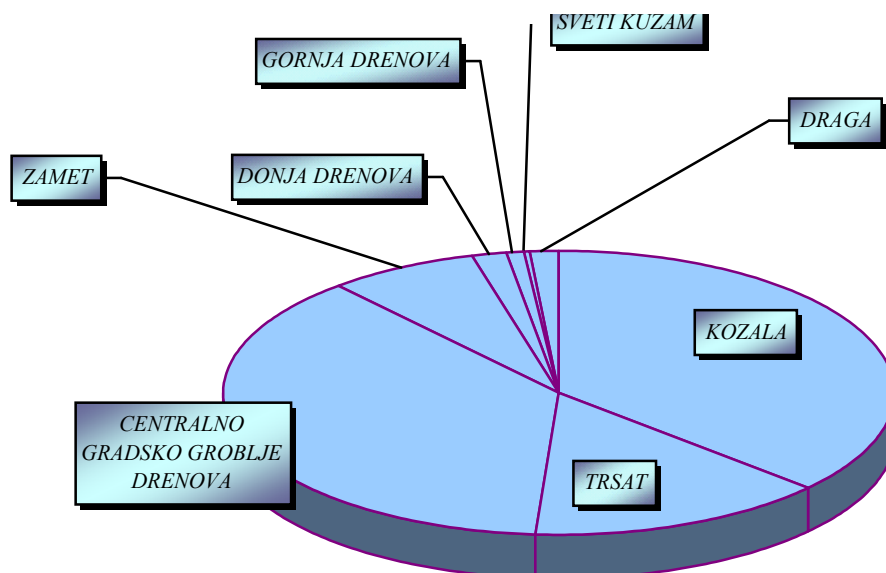 SVETI KUZAM
GORNJA DRENOVA
DRAGA
ZAMET
DONJA DRENOVA
KOZALA
CENTRALNO
GRADSKO GROBLJE
DRENOVA
TRSAT